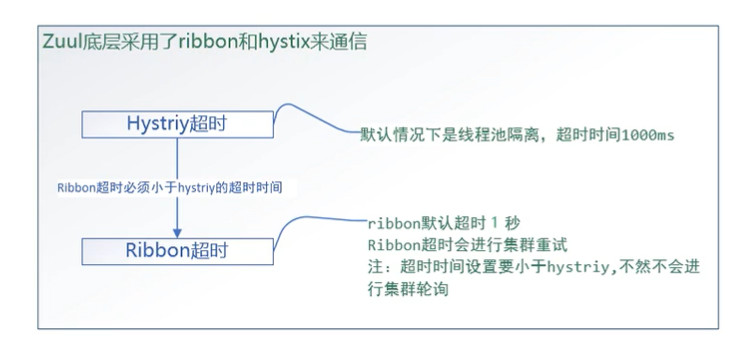 Zuul底层采用了ribbon和hystix来通信
Hystriy超时
默认情况下是线程池隔离，超时时间1000ms
Ribbon超时必须小于hystriy的超时时间
ribbon默认超时１秒
Ribbon超时
Ribbon超时会进行集群重试
注：超时时间设置要小于hystriy,不然不会进
行集群轮询